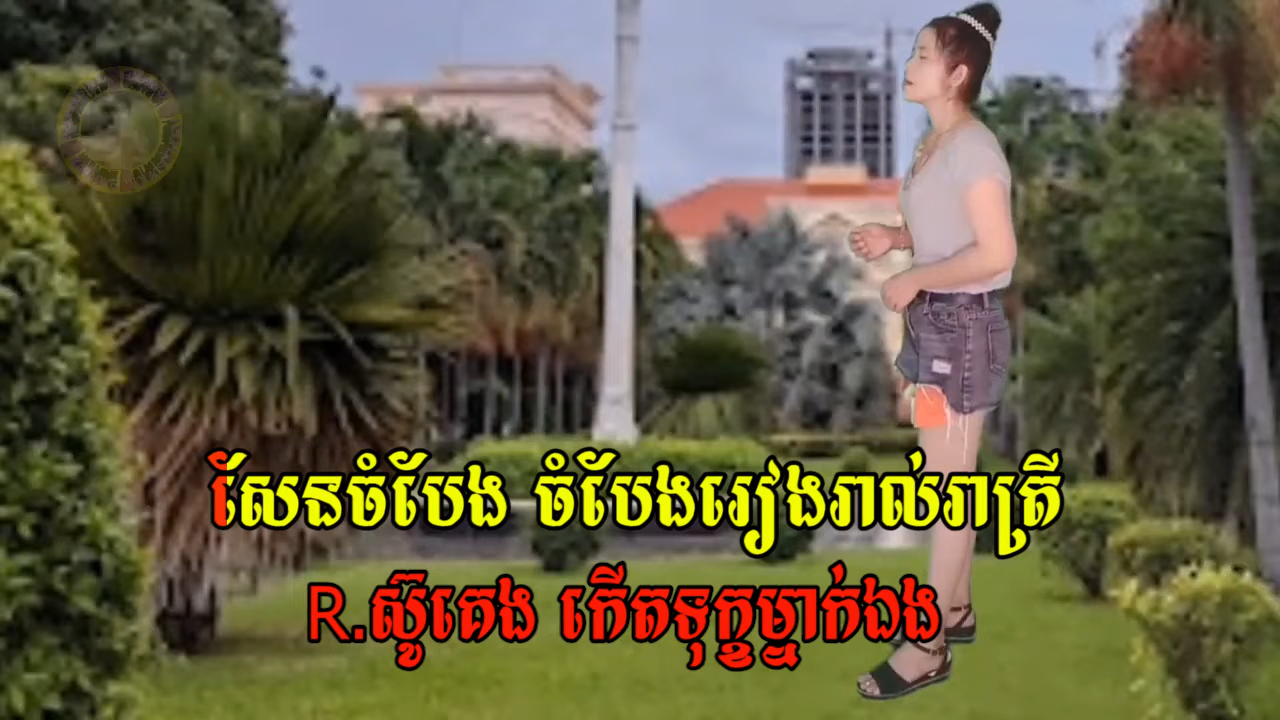 សែនចំបែង ចំបែងរៀងរាល់រាត្រី
R.ស៊ូគេង កើតទុក្ខម្នាក់ឯង